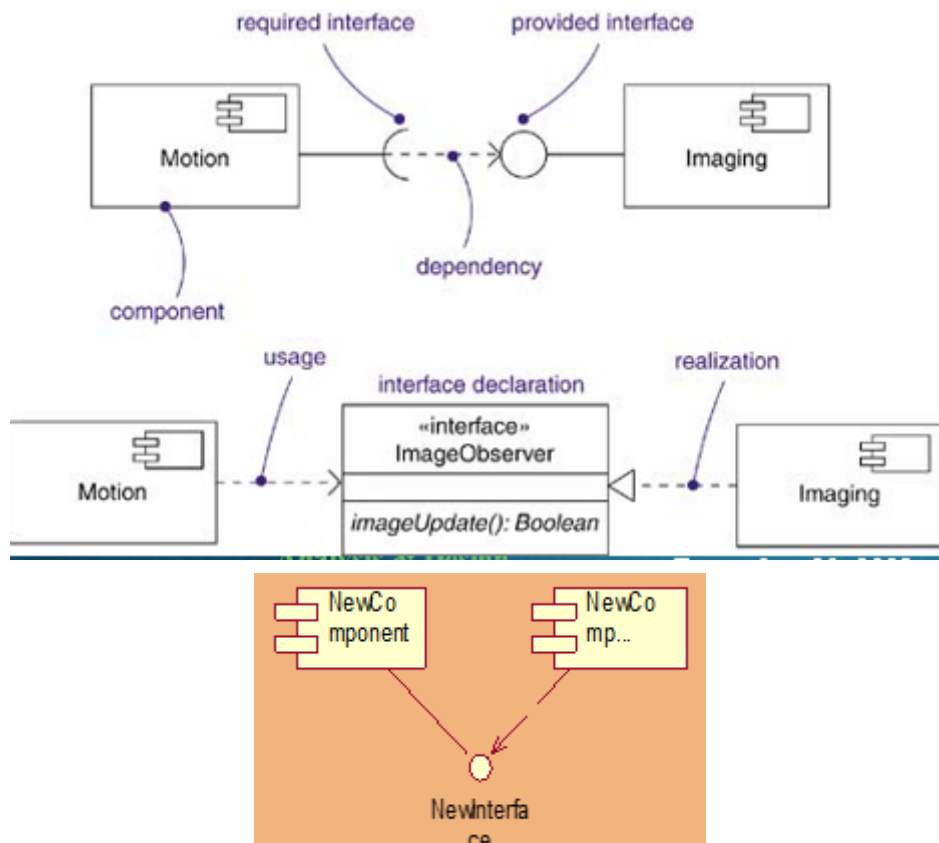 required interface
provided interface
Motion
Imaging
dependency
component
usage
interface declaration
realization
«interface»
ImageObserver
Motion
Imaging
imageUpdate(): Boolean
NewCo
mponent
NewCo
mp...
NewInterfa
ce